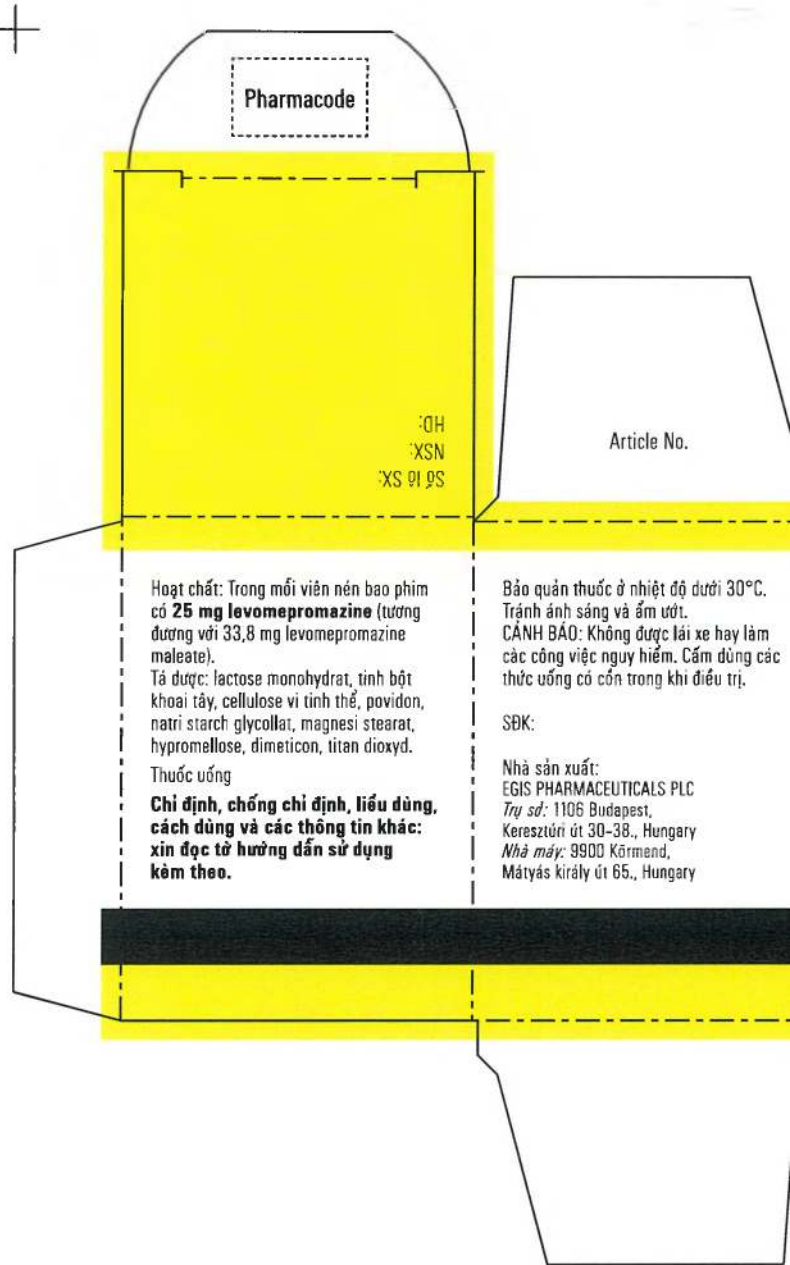 Pharmacode
HD:
NSX:
Số lô SX:
Article No.
Hoạt chất: Trong mỗi viên nén bao phim
có 25 mg levomepromazine (tương
đương với 33,8 mg levomepromazine
maleate).
Tá dược: lactose monohydrat, tinh bột
khoai tây, cellulose vi tinh thể, povidon,
natri starch glycollat, magnesi stearat,
hypromellose, dimeticon, titan dioxyd.
Thuốc uống
Chỉ định, chống chỉ định, liều dùng,
cách dùng và các thông tin khác:
xin đọc tờ hướng dẫn sử dụng
kèm theo.
Bảo quản thuốc ở nhiệt độ dưới 30°C.
Tránh ánh sáng và ẩm ướt.
CẢNH BÁO: Không được lái xe hay làm
các công việc nguy hiểm. Cấm dùng các
thức uống có cồn trong khi điều trị.
SĐK:
Nhà sản xuất:
EGIS PHARMACEUTICALS PLC
Trụ sở: 1106 Budapest,
Keresztúri út 30-38., Hungary
Nhà máy: 9900 Körmend,
Mátyás király út 65., Hungary